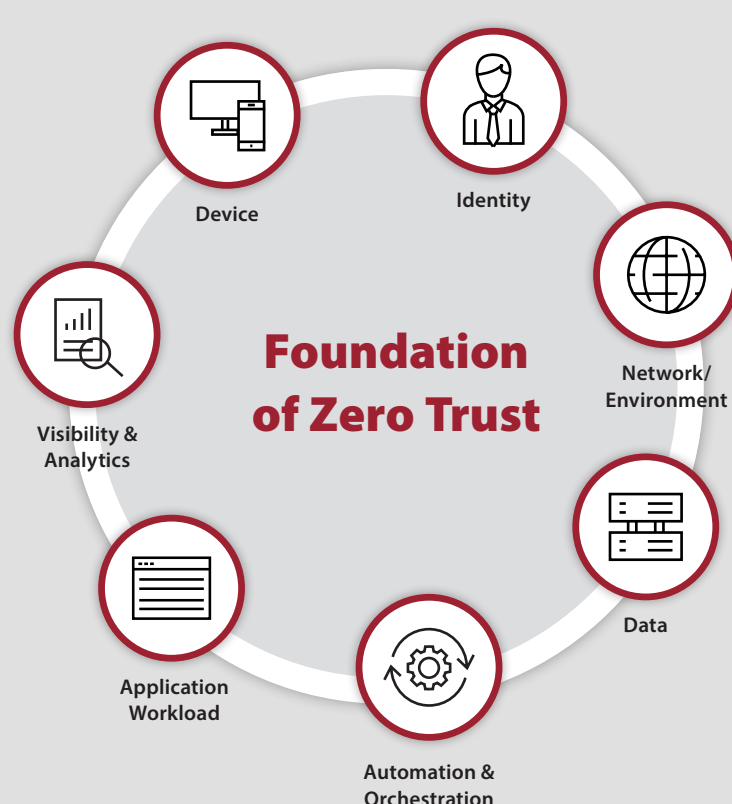 Device
Identity
Network/
Environment
Foundation
of Zero Trust
Visibility &
Analytics
Data
Application
Workload
Automation &
Orchestration